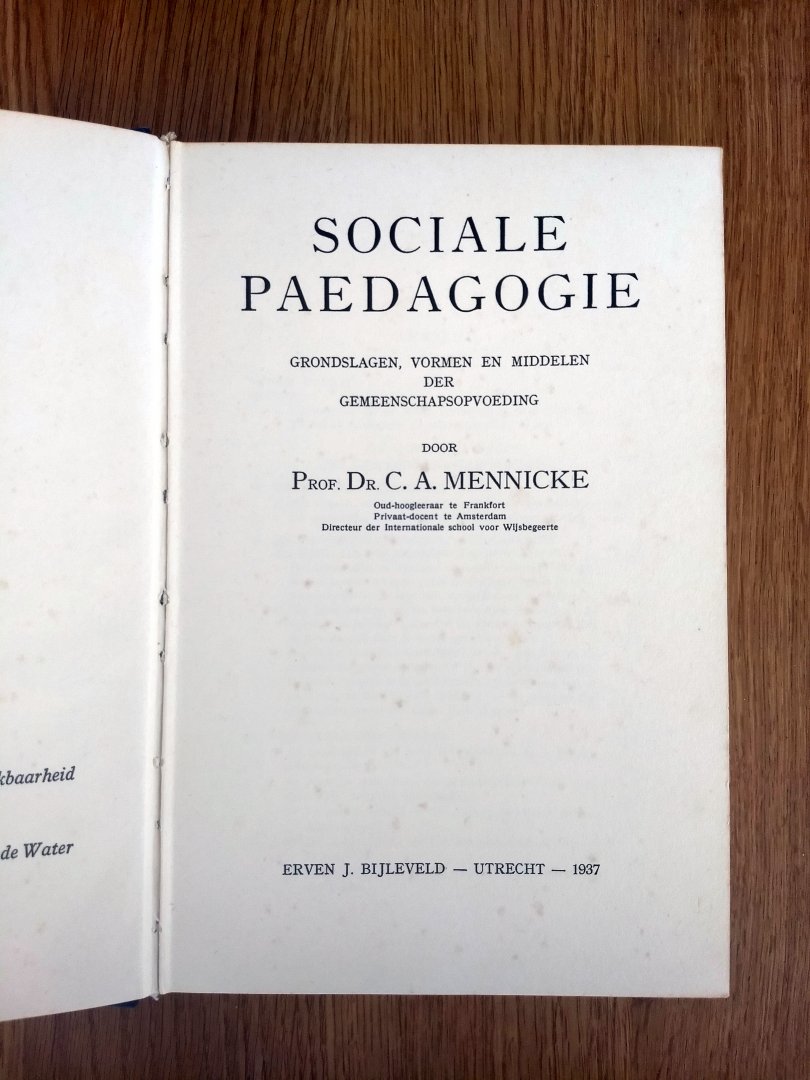 SOCIALE
PAEDAGOGIE
GRONDSLAGEN, VORMEN EN MIDDELEN
DER
GEMEENSCHAPSOPVOEDING
DOOR
PROF. DR. C. A. MENNICKE
Oud-hoogleeraar te Frankfort
Privaat-docent te Amsterdam
Directeur der Internationale school voor Wijsbegeerte
ERVEN J. BIJLEVELD — UTRECHT — 1937
kbaarheid
de Water